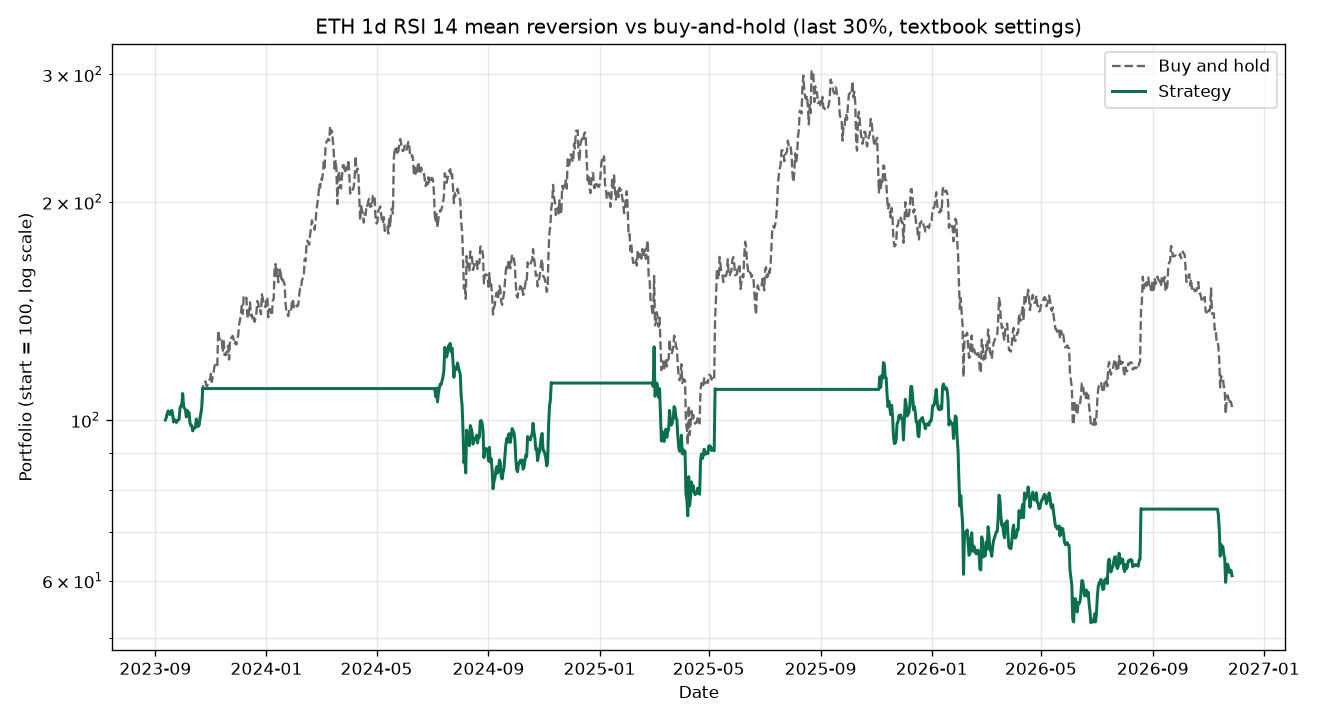 ETH 1d RSI 14 mean reversion vs buy-and-hold (last 30%, textbook settings)
Buy and hold
Strategy
Portfolio (start = 100, log scale)
3 × 10²
2 × 10²
10²
6 × 10¹
2023-09 2024-01 2024-05 2024-09 2025-01 2025-05 2025-09 2026-01 2026-05 2026-09 2027-01
Date